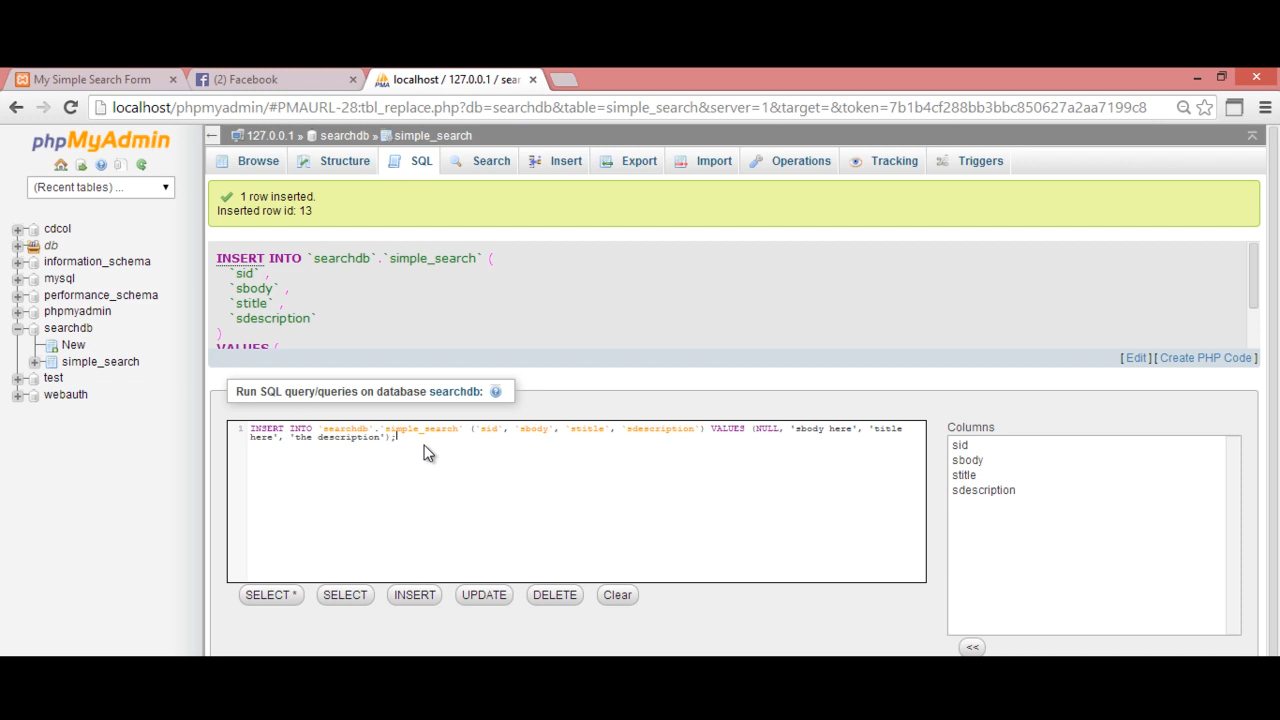 My Simple Search Form
(2) Facebook
localhost / 127.0.0.1 / sear
localhost/phpmyadmin/#PMAURL-28:tbl_replace.php?db=searchdb&table=simple_search&server=1&target=&token=7b1b4cf288bb3bbc850627a2aa7199c8
phpMyAdmin
(Recent tables) ...
cdcol
db
information_schema
mysql
performance_schema
phpmyadmin
searchdb
New
simple_search
test
webauth
127.0.0.1 » searchdb » simple_search
Browse Structure SQL Search Insert Export Import Operations Tracking Triggers
1 row inserted.
Inserted row id: 13
INSERT INTO `searchdb`.`simple_search` (
`sid` ,
`sbody` ,
`stitle` ,
`sdescription`
)
VALUES (
[ Edit ] [ Create PHP Code ]
Run SQL query/queries on database searchdb:
1 INSERT INTO `searchdb`.`simple_search` (`sid`, `sbody`, `stitle`, `sdescription`) VALUES (NULL, 'sbody here', 'title
here', 'the description');
Columns
sid
sbody
stitle
sdescription
SELECT * SELECT INSERT UPDATE DELETE Clear
<<